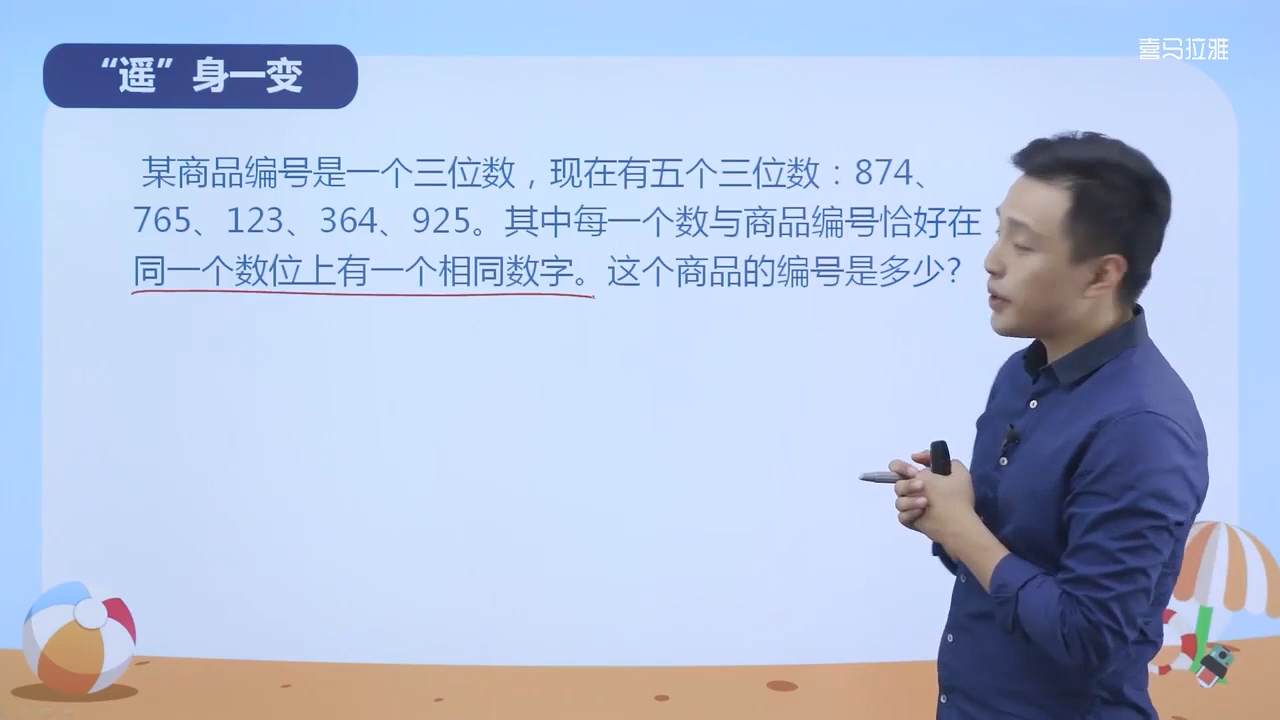 喜马拉雅
“遥”身一变
某商品编号是一个三位数，现在有五个三位数：874、
765、123、364、925。其中每一个数与商品编号恰好在
同一个数位上有一个相同数字。这个商品的编号是多少?